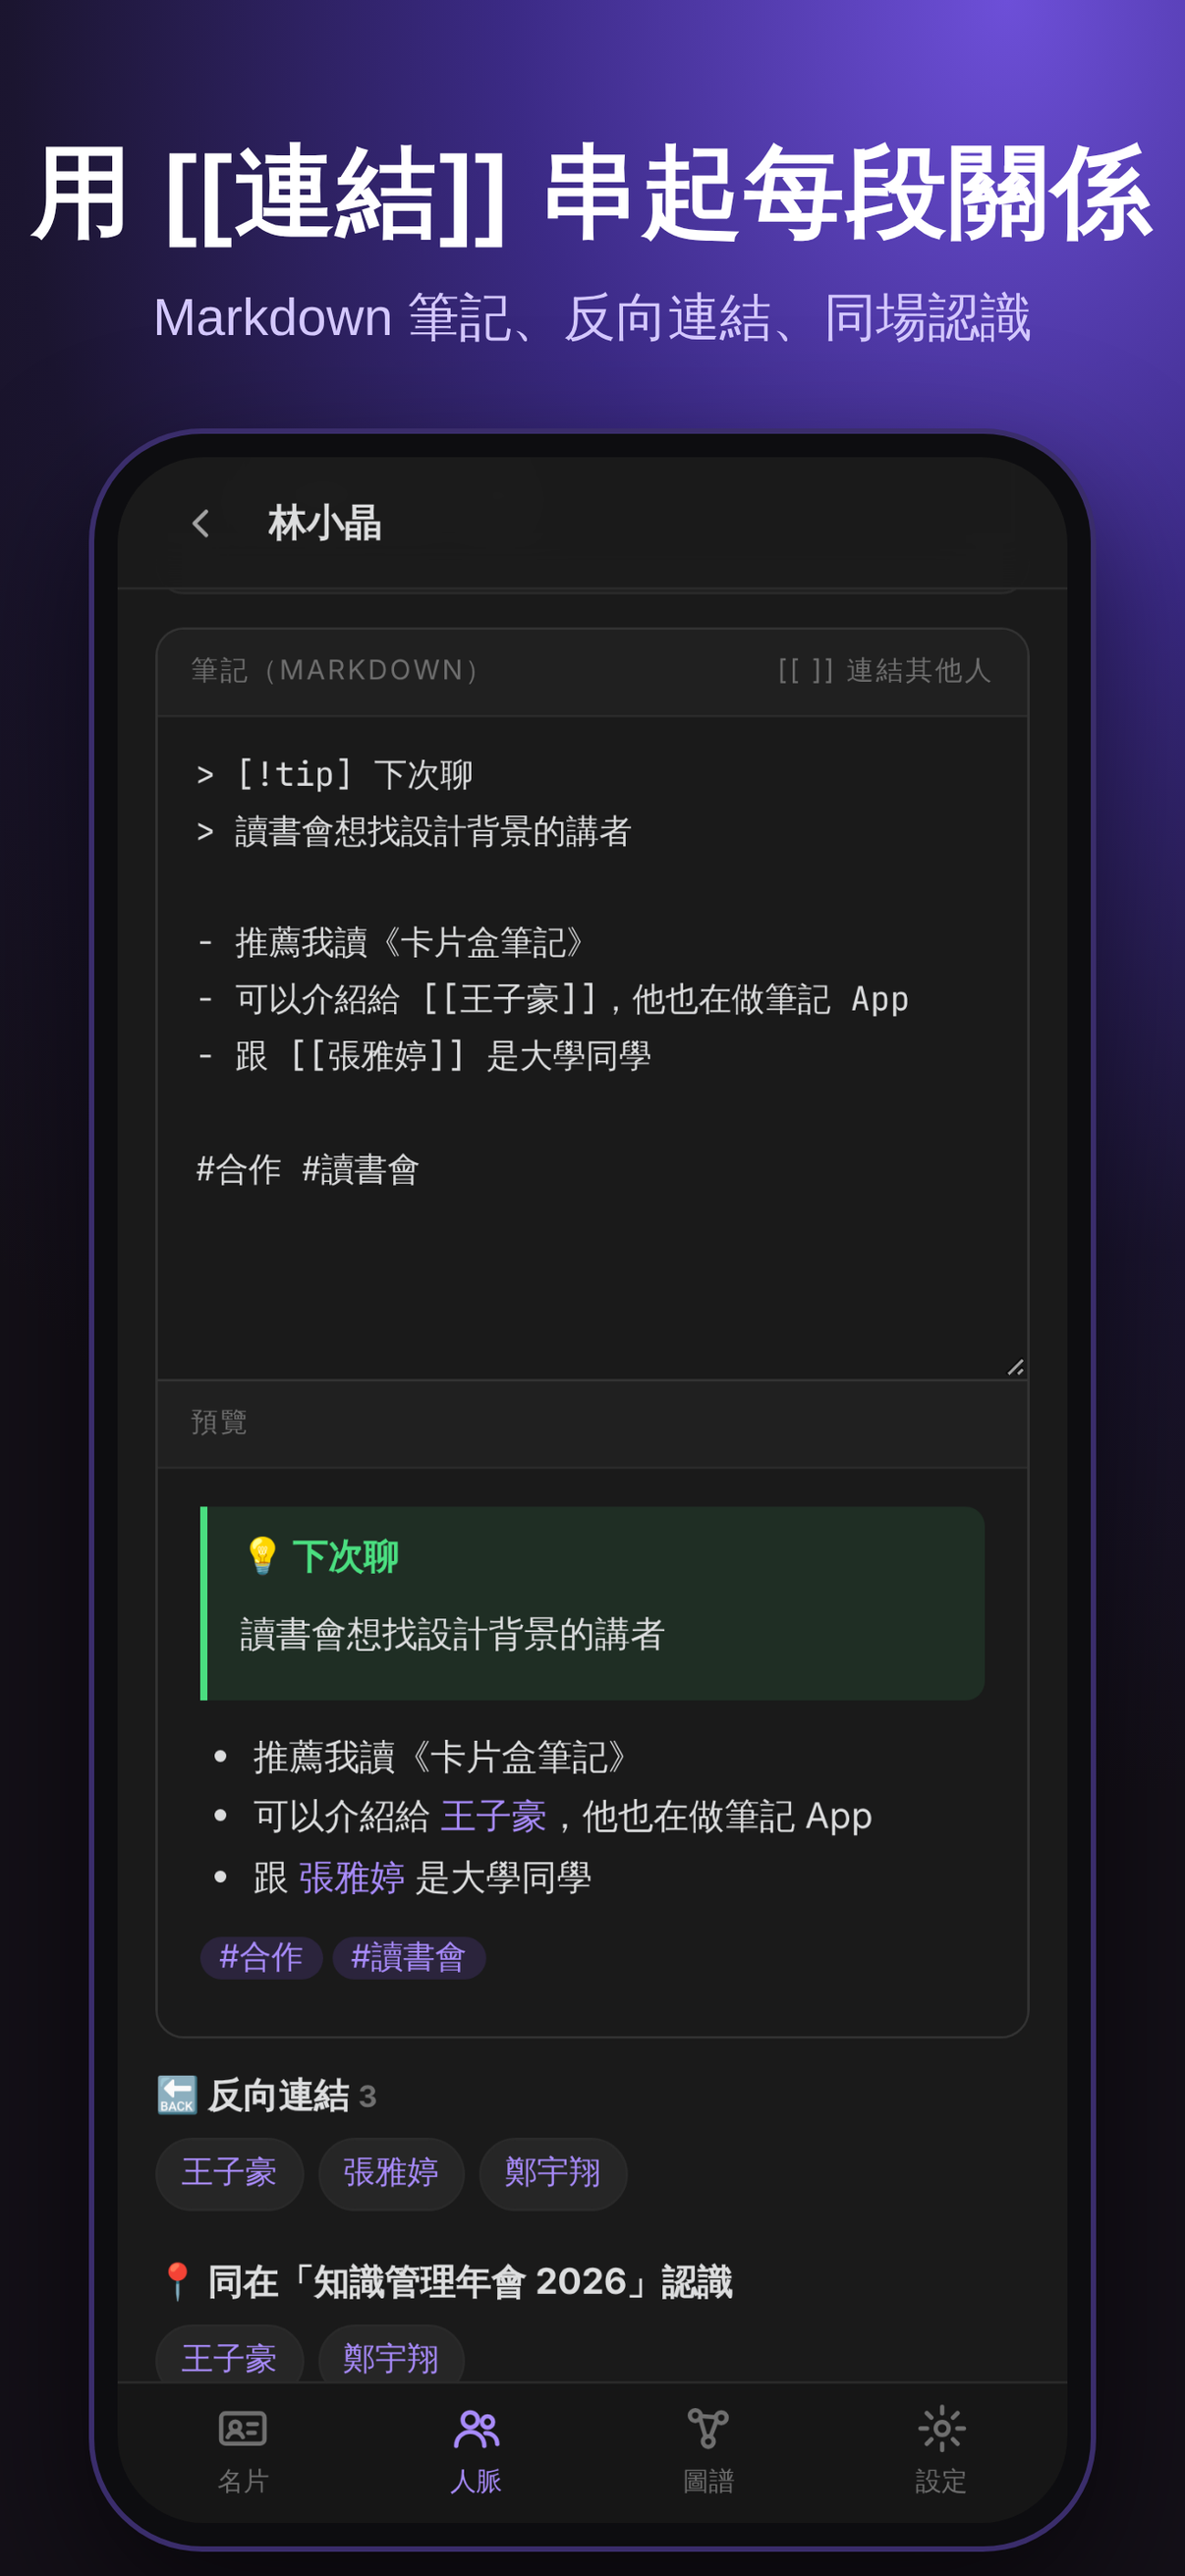 用 [[連結]] 串起每段關係
Markdown 筆記、反向連結、同場認識
林小晶
筆記（MARKDOWN）
[[ ]] 連結其他人
> [!tip] 下次聊
> 讀書會想找設計背景的講者
- 推薦我讀《卡片盒筆記》
- 可以介紹給 [[王子豪]]，他也在做筆記 App
- 跟 [[張雅婷]] 是大學同學
#合作 #讀書會
預覽
💡 下次聊
讀書會想找設計背景的講者
• 推薦我讀《卡片盒筆記》
• 可以介紹給 王子豪，他也在做筆記 App
• 跟 張雅婷 是大學同學
#合作 #讀書會
🔙 反向連結 3
王子豪 張雅婷 鄭宇翔
📍 同在「知識管理年會 2026」認識
王子豪 鄭宇翔
名片 人脈 圖譜 設定